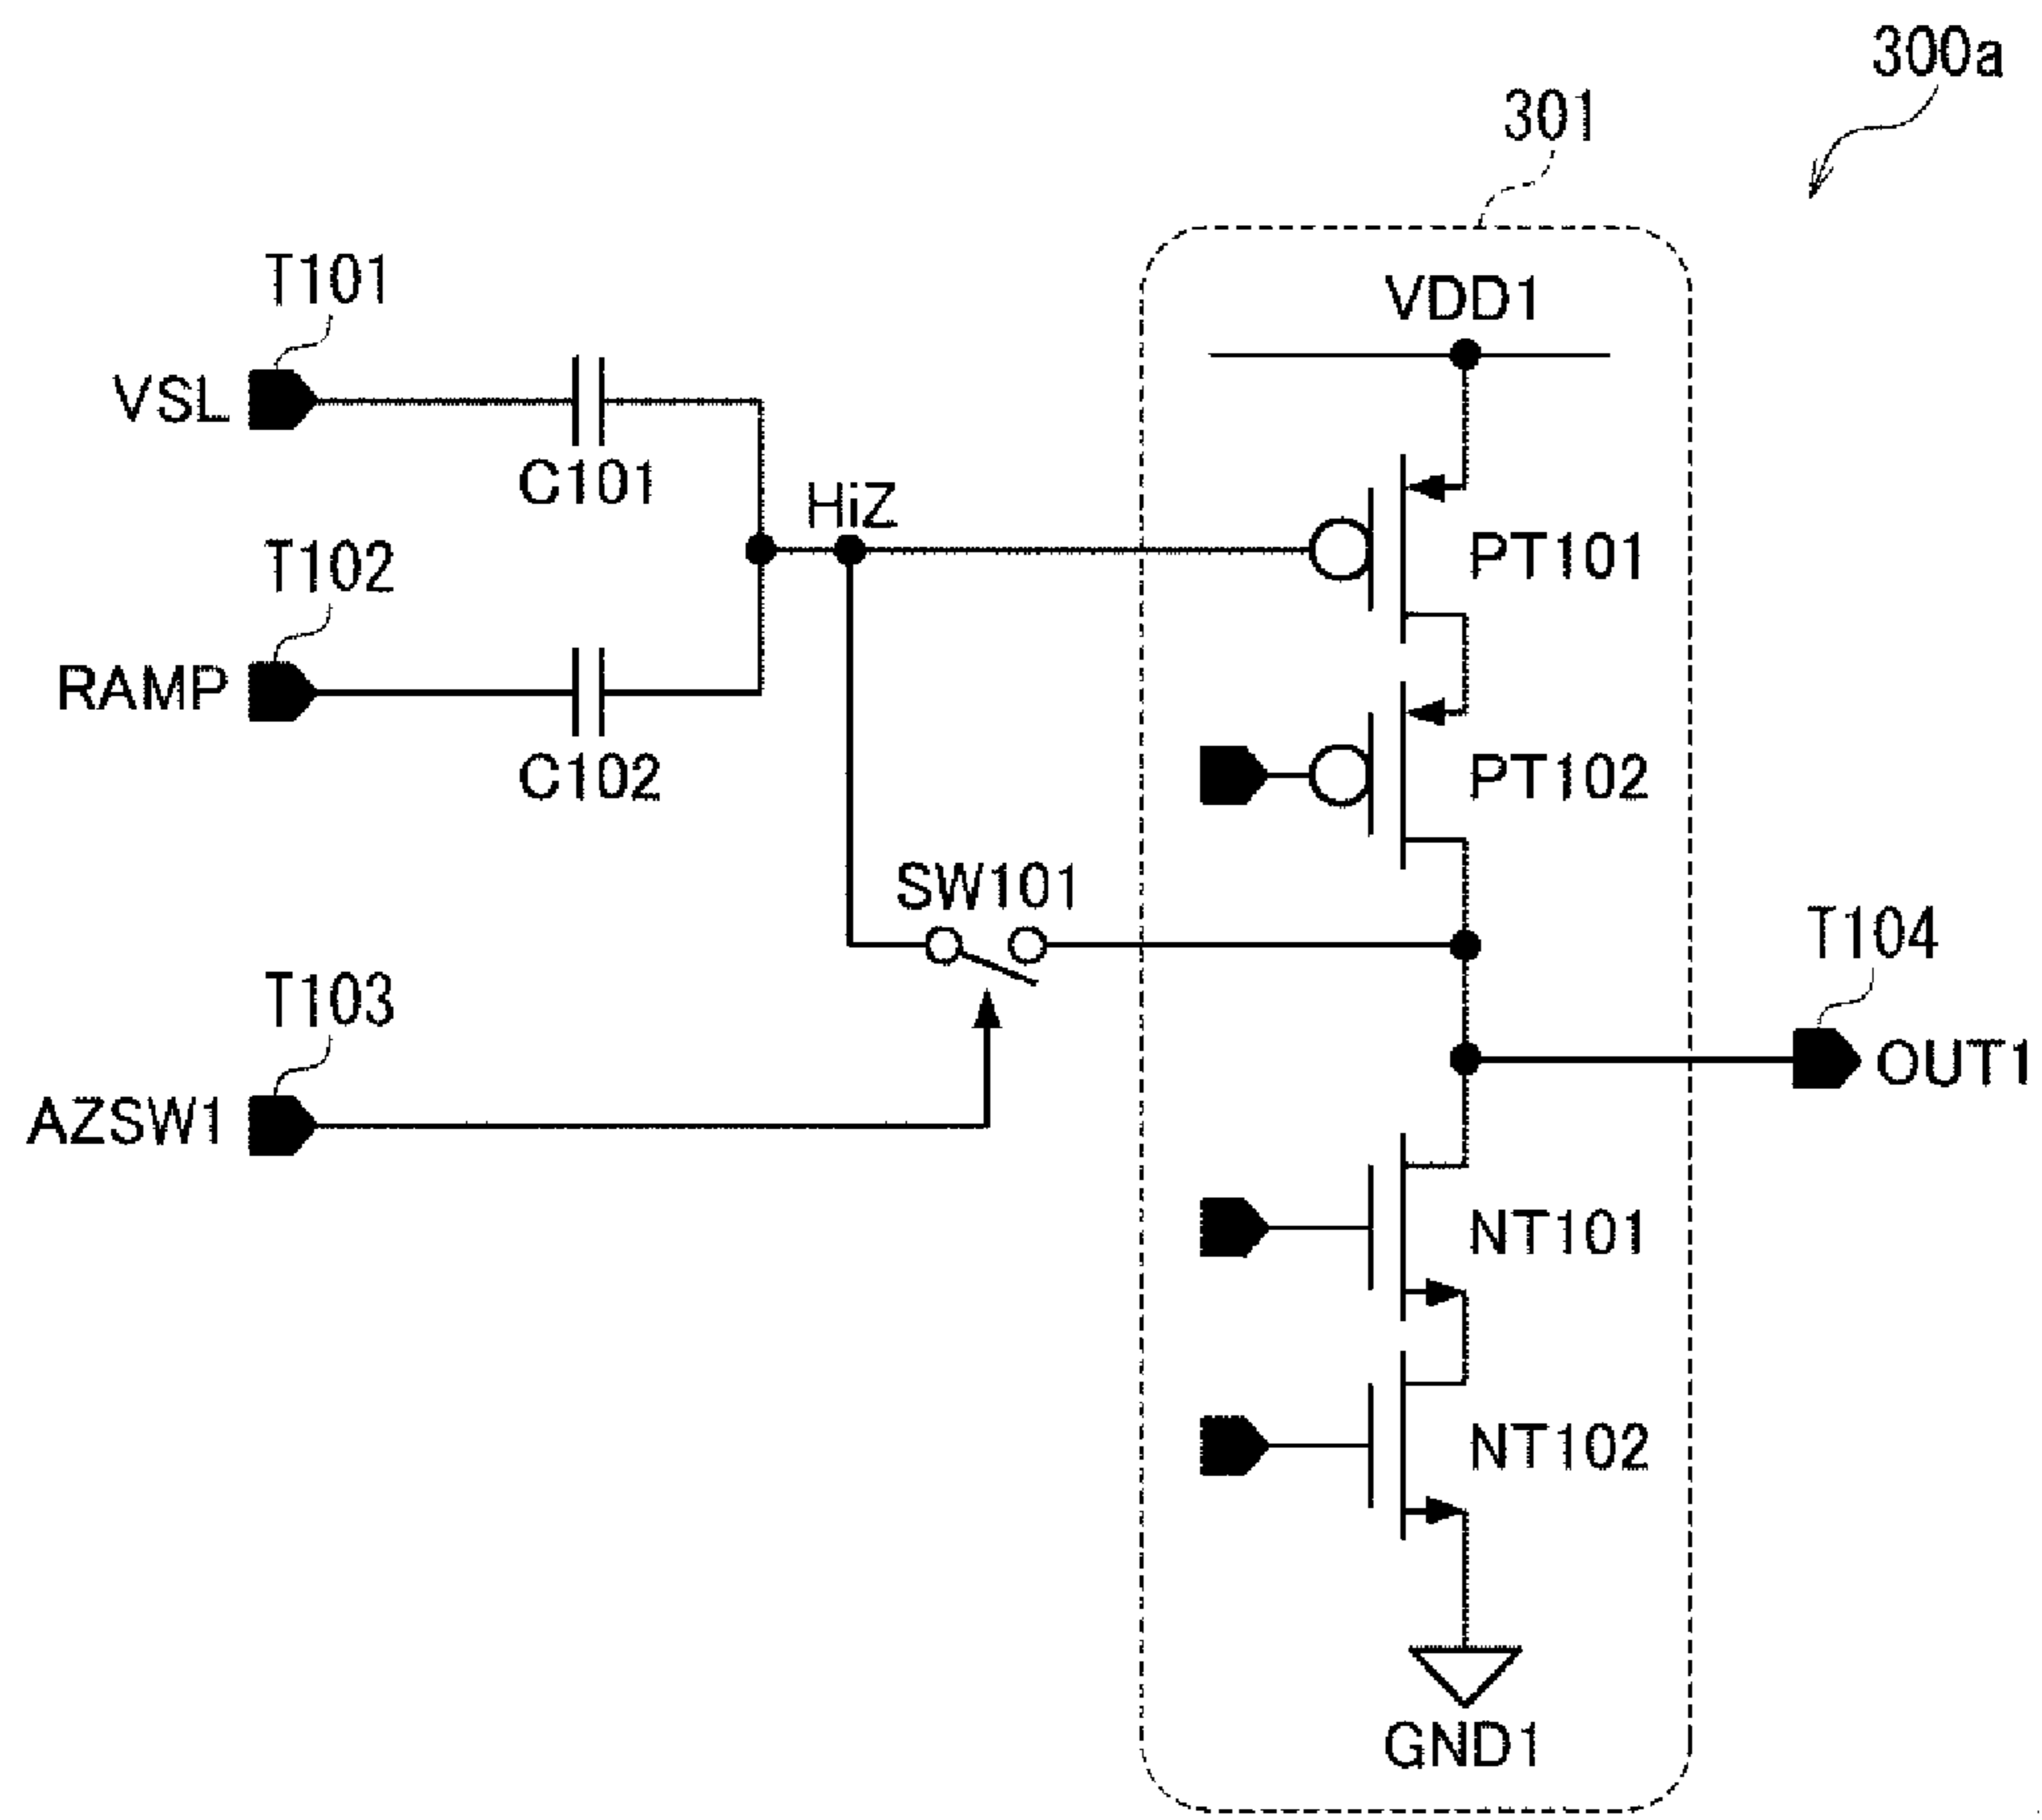 300a
301
T101
VDD1
VSL
C101
HiZ
T102
PT101
RAMP
C102
PT102
SW101
T104
T103
OUT1
AZSW1
NT101
NT102
GND1